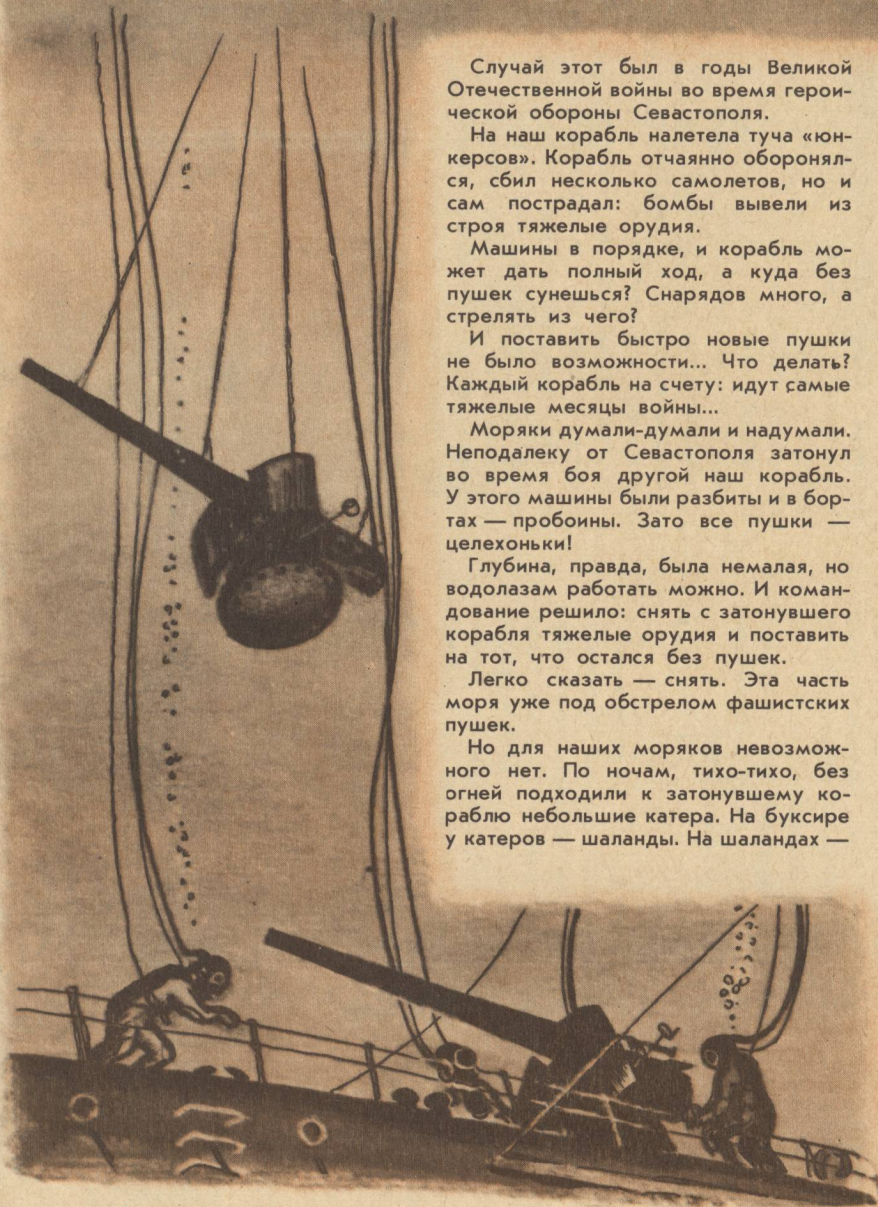 Случай этот был в годы Великой
Отечественной войны во время герои-
ческой обороны Севастополя.
На наш корабль налетела туча «юн-
керсов». Корабль отчаянно оборонял-
ся, сбил несколько самолетов, но и
сам пострадал: бомбы вывели из
строя тяжелые орудия.
Машины в порядке, и корабль мо-
жет дать полный ход, а куда без
пушек сунешься? Снарядов много, а
стрелять из чего?
И поставить быстро новые пушки
не было возможности... Что делать?
Каждый корабль на счету: идут самые
тяжелые месяцы войны...
Моряки думали-думали и надумали.
Неподалеку от Севастополя затонул
во время боя другой наш корабль.
У этого машины были разбиты и в бор-
тах — пробоины. Зато все пушки —
целехоньки!
Глубина, правда, была немалая, но
водолазам работать можно. И коман-
дование решило: снять с затонувшего
корабля тяжелые орудия и поставить
на тот, что остался без пушек.
Легко сказать — снять. Эта часть
моря уже под обстрелом фашистских
пушек.
Но для наших моряков невозмож-
ного нет. По ночам, тихо-тихо, без
огней подходили к затонувшему ко-
раблю небольшие катера. На буксире
у катеров — шаланды. На шаландах —